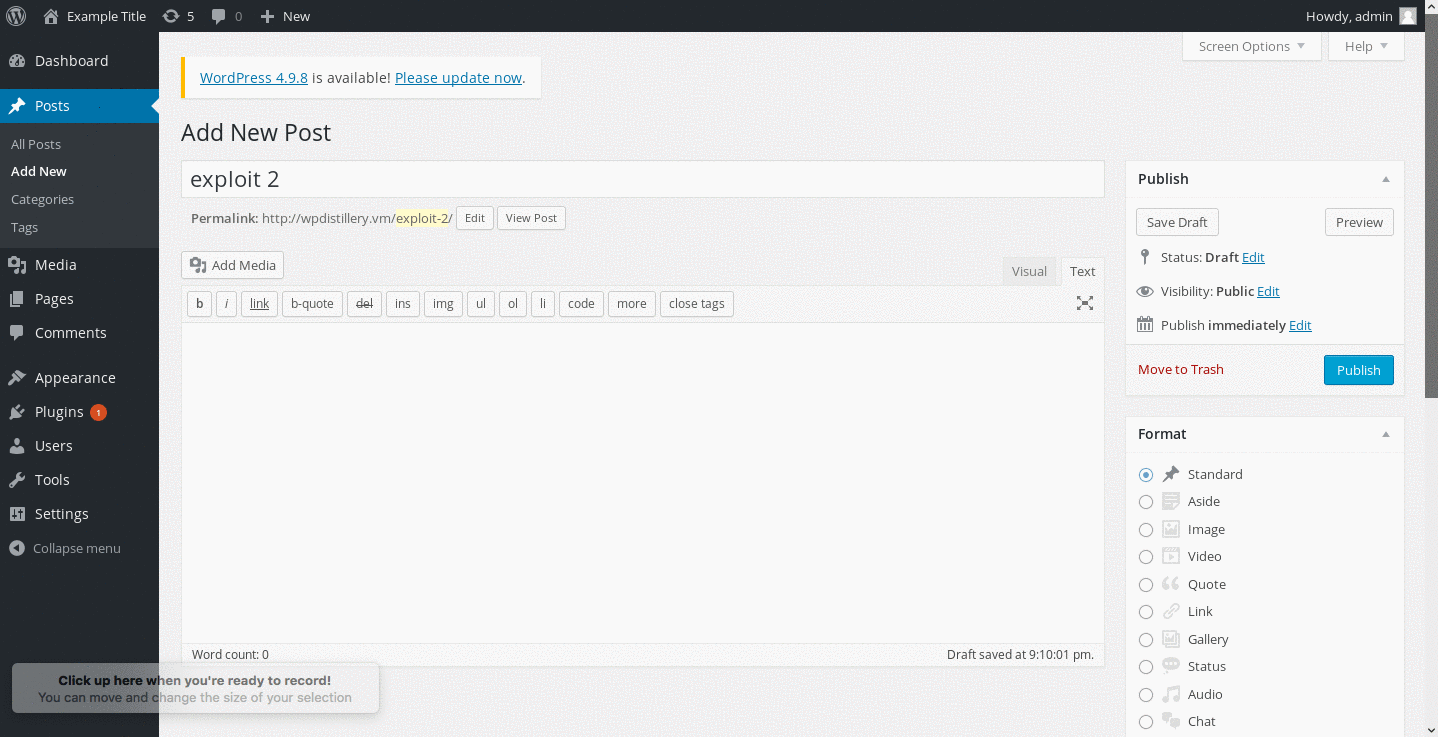 Example Title 5 0 New Howdy, admin
Screen Options Help
Dashboard
Posts
All Posts
Add New
Categories
Tags
Media
Pages
Comments
Appearance
Plugins 1
Users
Tools
Settings
Collapse menu
WordPress 4.9.8 is available! Please update now.
Add New Post
exploit 2
Permalink: http://wpdistillery.vm/exploit-2/ Edit View Post
Add Media
Visual Text
b i link b-quote del ins img ul ol li code more close tags
Word count: 0 Draft saved at 9:10:01 pm.
Publish
Save Draft Preview
Status: Draft Edit
Visibility: Public Edit
Publish immediately Edit
Move to Trash Publish
Format
Standard
Aside
Image
Video
Quote
Link
Gallery
Status
Audio
Chat
Click up here when you're ready to record!
You can move and change the size of your selection